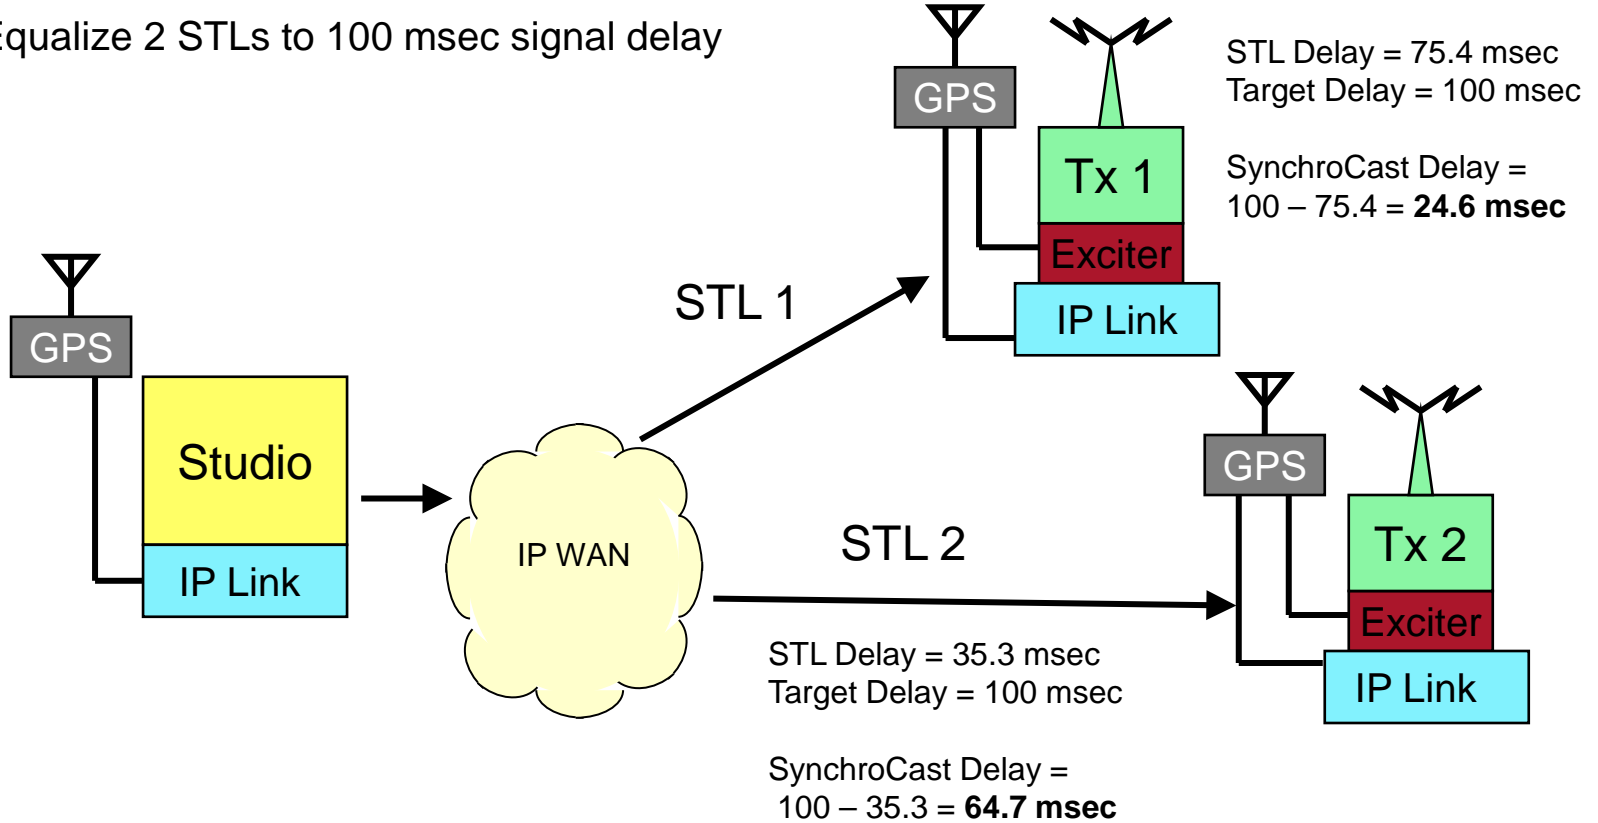 Equalize 2 STLs to 100 msec signal delay
GPS
Tx 1
Exciter
IP Link
STL Delay = 75.4 msec
Target Delay = 100 msec
SynchroCast Delay =
100 – 75.4 = 24.6 msec
STL 1
GPS
Studio
IP Link
IP WAN
STL 2
GPS
Tx 2
Exciter
IP Link
STL Delay = 35.3 msec
Target Delay = 100 msec
SynchroCast Delay =
100 – 35.3 = 64.7 msec